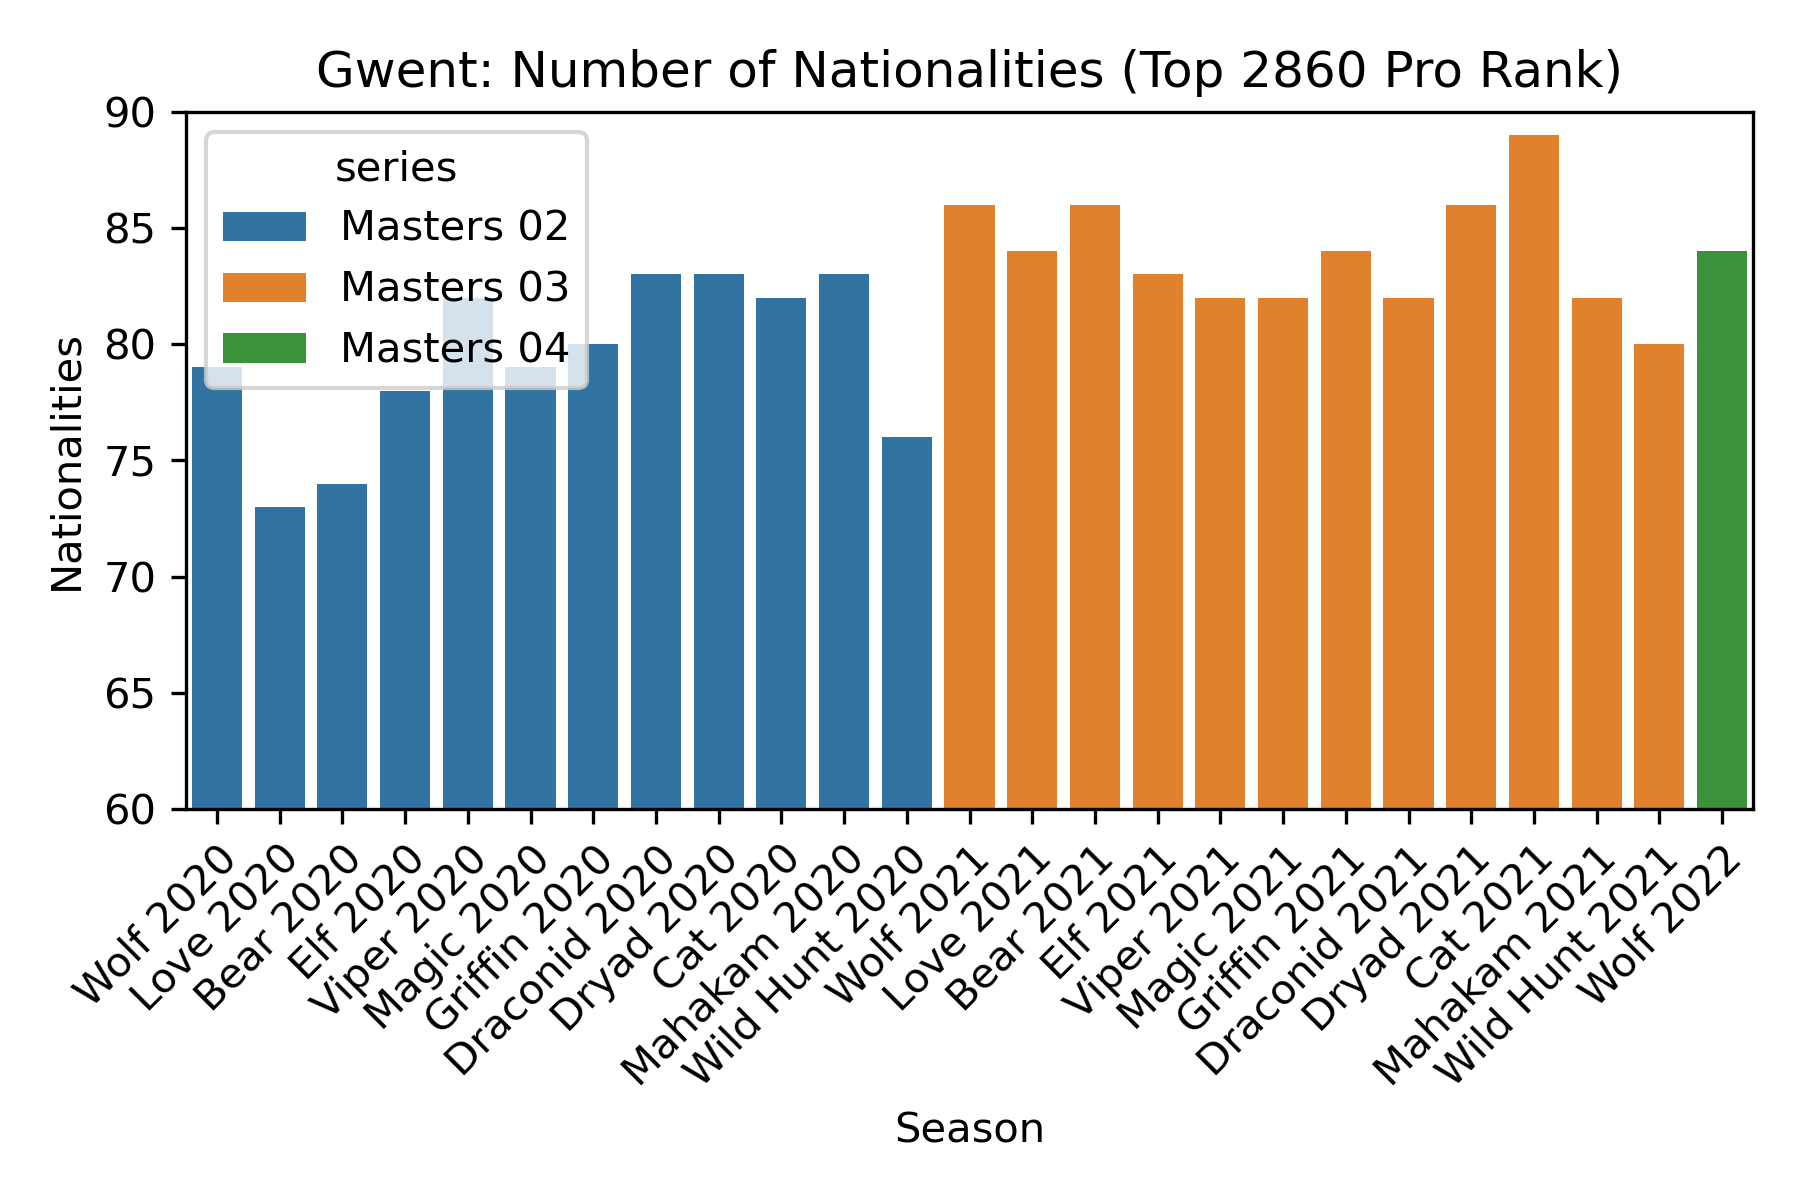 Gwent: Number of Nationalities (Top 2860 Pro Rank)
90
85
80
75
70
65
60
Nationalities
series
Masters 02
Masters 03
Masters 04
Wolf 2020
Love 2020
Bear 2020
Elf 2020
Viper 2020
Magic 2020
Griffin 2020
Draconid 2020
Dryad 2020
Cat 2020
Mahakam 2020
Wild Hunt 2020
Wolf 2021
Love 2021
Bear 2021
Elf 2021
Viper 2021
Magic 2021
Griffin 2021
Draconid 2021
Dryad 2021
Cat 2021
Mahakam 2021
Wild Hunt 2021
Wolf 2022
Season